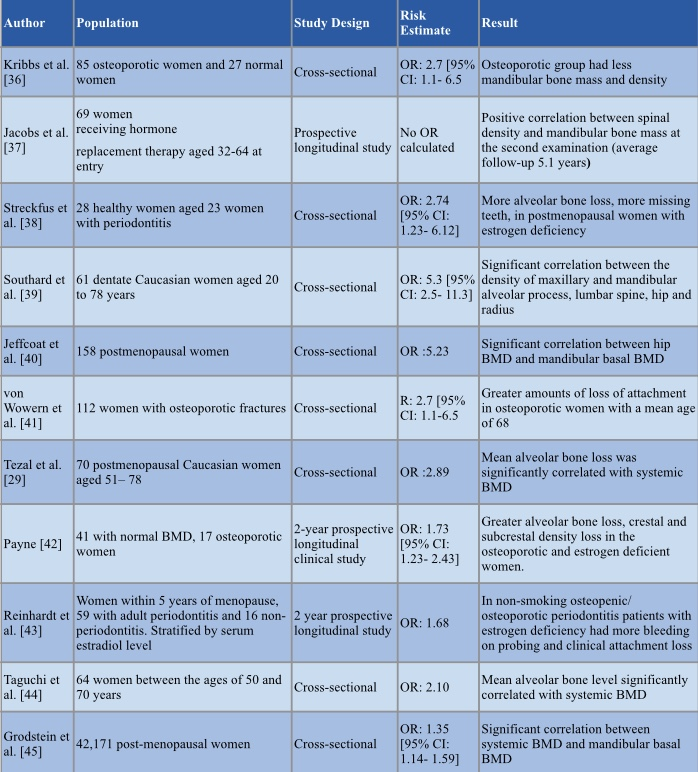 Author
Population
Study Design
Risk
Estimate
Result
Kribbs et al.
[36]
85 osteoporotic women and 27 normal
women
Cross-sectional
OR: 2.7 [95%
CI: 1.1- 6.5
Osteoporotic group had less
mandibular bone mass and density
Jacobs et al.
[37]
69 women
receiving hormone
replacement therapy aged 32-64 at
entry
Prospective
longitudinal study
No OR
calculated
Positive correlation between spinal
density and mandibular bone mass at
the second examination (average
follow-up 5.1 years)
Streckfus et
al. [38]
28 healthy women aged 23 women
with periodontitis
Cross-sectional
OR: 2.74
[95% CI:
1.23- 6.12]
More alveolar bone loss, more missing
teeth, in postmenopausal women with
estrogen deficiency
Southard et
al. [39]
61 dentate Caucasian women aged 20
to 78 years
Cross-sectional
OR: 5.3 [95%
CI: 2.5- 11.3]
Significant correlation between the
density of maxillary and mandibular
alveolar process, lumbar spine, hip and
radius
Jeffcoat et
al. [40]
158 postmenopausal women
Cross-sectional
OR :5.23
Significant correlation between hip
BMD and mandibular basal BMD
von
Wowern et
al. [41]
112 women with osteoporotic fractures
Cross-sectional
R: 2.7 [95%
CI: 1.1-6.5
Greater amounts of loss of attachment
in osteoporotic women with a mean age
of 68
Tezal et al.
[29]
70 postmenopausal Caucasian women
aged 51– 78
Cross-sectional
OR :2.89
Mean alveolar bone loss was
significantly correlated with systemic
BMD
Payne [42]
41 with normal BMD, 17 osteoporotic
women
2-year prospective
longitudinal
clinical study
OR: 1.73
[95% CI:
1.23- 2.43]
Greater alveolar bone loss, crestal and
subcrestal density loss in the
osteoporotic and estrogen deficient
women.
Reinhardt et
al. [43]
Women within 5 years of menopause,
59 with adult periodontitis and 16 non-
periodontitis. Stratified by serum
estradiol level
2 year prospective
longitudinal study
OR: 1.68
In non-smoking osteopenic/
osteoporotic periodontitis patients with
estrogen deficiency had more bleeding
on probing and clinical attachment loss
Taguchi et
al. [44]
64 women between the ages of 50 and
70 years
Cross-sectional
OR: 2.10
Mean alveolar bone level significantly
correlated with systemic BMD
Grodstein et
al. [45]
42,171 post-menopausal women
Cross-sectional
OR: 1.35
[95% CI:
1.14- 1.59]
Significant correlation between
systemic BMD and mandibular basal
BMD